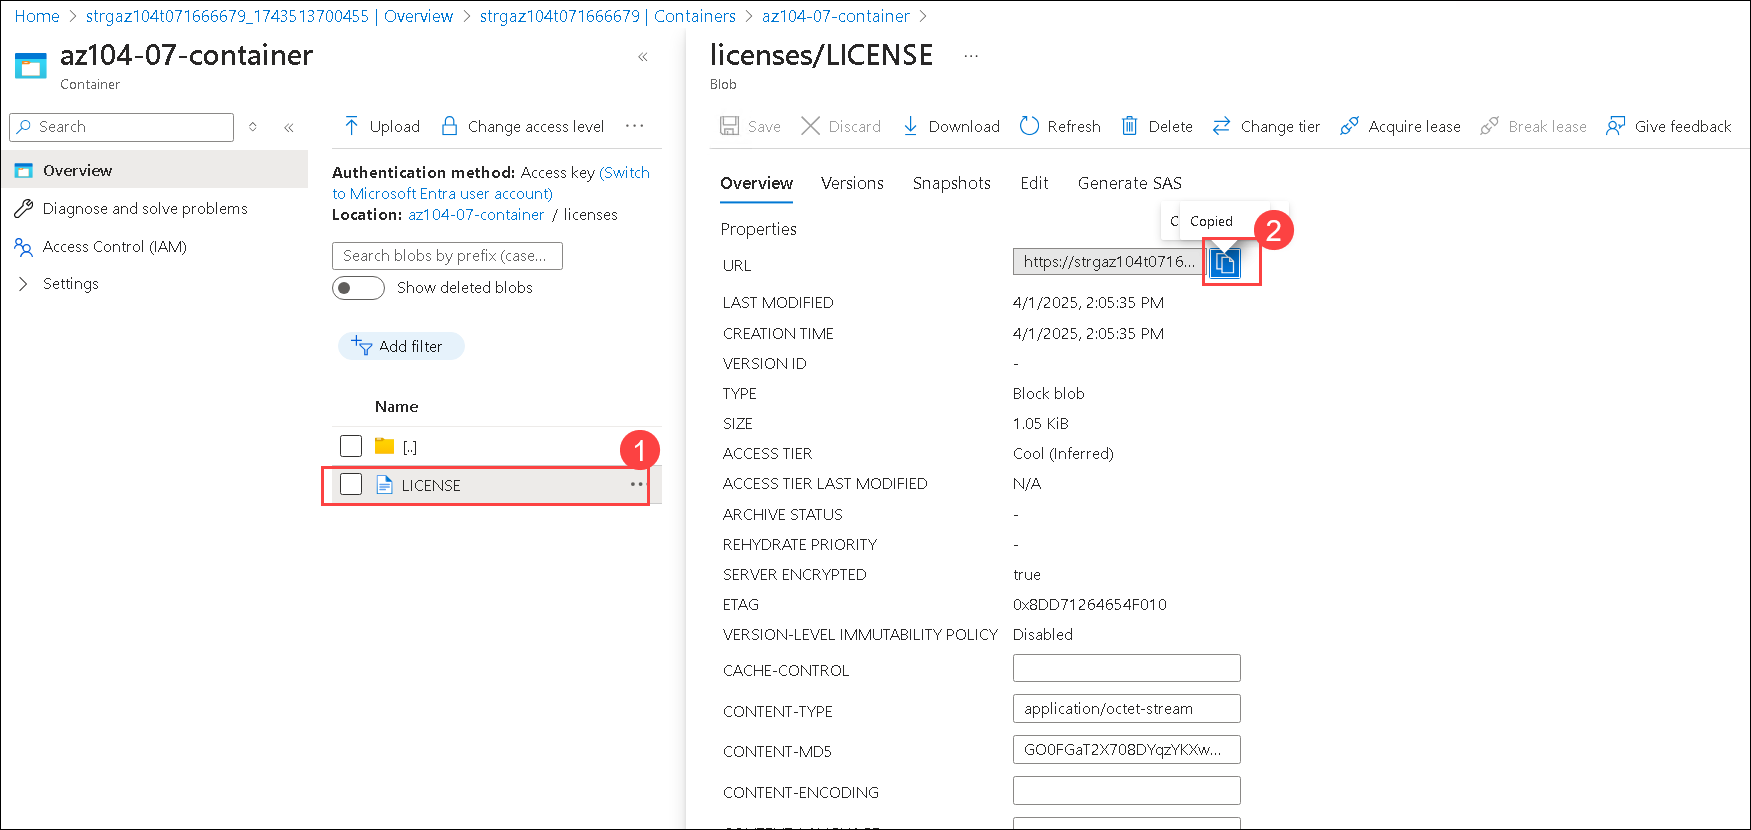 Home > strgaz104t071666679_1743513700455 | Overview > strgaz104t071666679 | Containers > az104-07-container >
az104-07-container
Container
Search
Overview
Diagnose and solve problems
Access Control (IAM)
Settings
Upload Change access level ...
Authentication method: Access key (Switch
to Microsoft Entra user account)
Location: az104-07-container / licenses
Search blobs by prefix (case...
Show deleted blobs
Add filter
Name
[..]
1
LICENSE ...
licenses/LICENSE ...
Blob
Save Discard Download Refresh Delete Change tier Acquire lease Break lease Give feedback
Overview Versions Snapshots Edit Generate SAS
C Copied
2
Properties
URL https://strgaz104t0716...
LAST MODIFIED 4/1/2025, 2:05:35 PM
CREATION TIME 4/1/2025, 2:05:35 PM
VERSION ID -
TYPE Block blob
SIZE 1.05 KiB
ACCESS TIER Cool (Inferred)
ACCESS TIER LAST MODIFIED N/A
ARCHIVE STATUS -
REHYDRATE PRIORITY -
SERVER ENCRYPTED true
ETAG 0x8DD71264654F010
VERSION-LEVEL IMMUTABILITY POLICY Disabled
CACHE-CONTROL
CONTENT-TYPE application/octet-stream
CONTENT-MD5 GO0FGaT2X708DYqzYKXw...
CONTENT-ENCODING